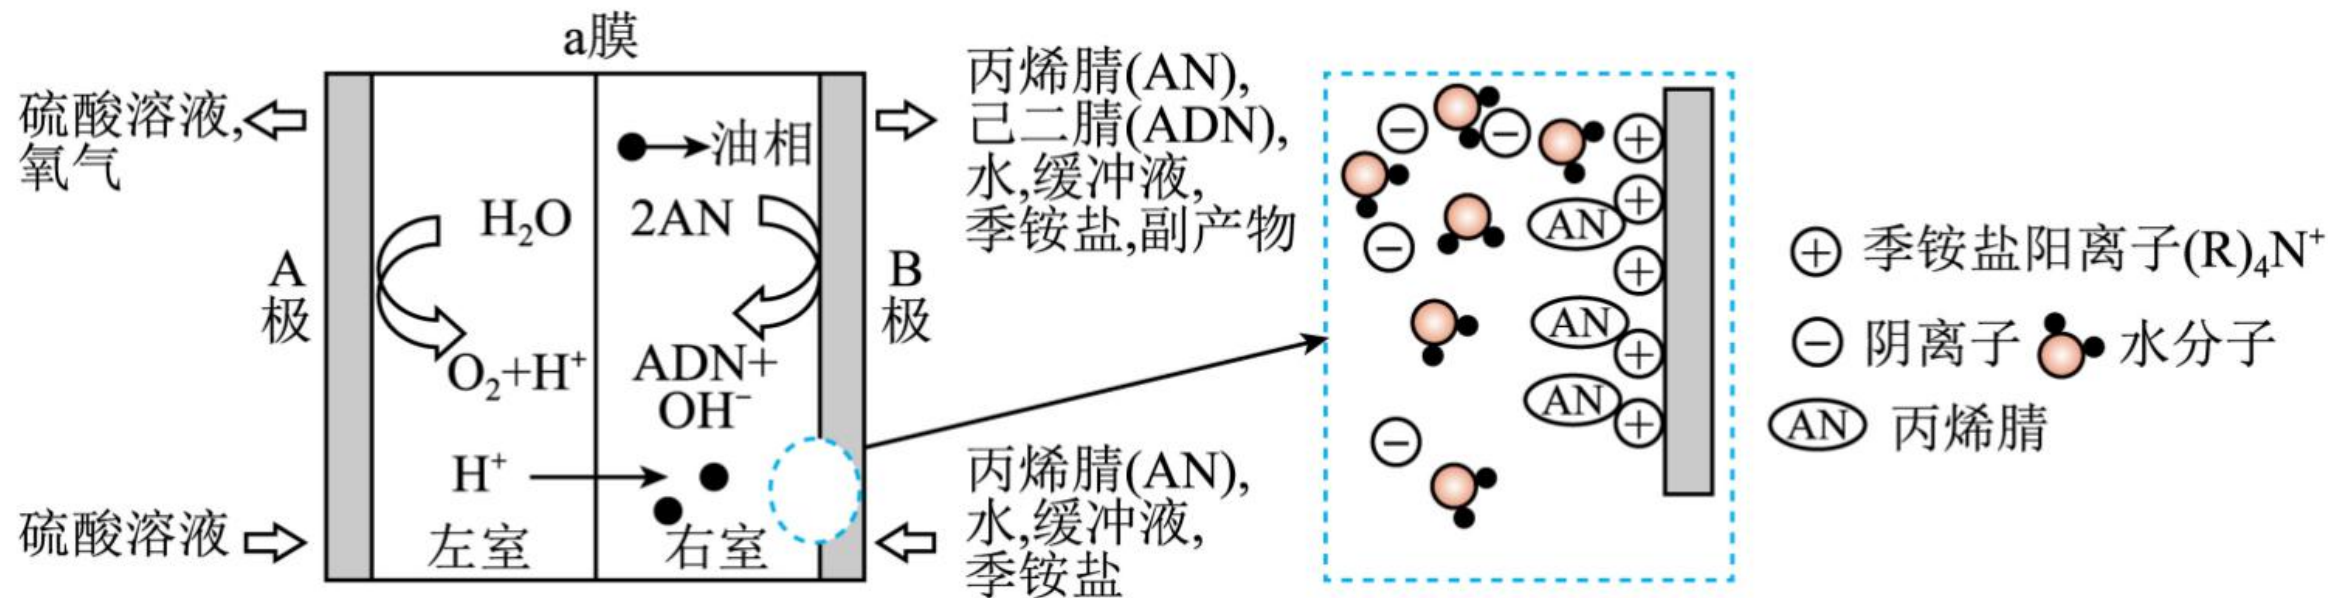 a膜
硫酸溶液,
氧气
A
极
硫酸溶液
H₂O
O₂+H⁺
H⁺
左室
油相
2AN
ADN+
OH⁻
右室
B
极
丙烯腈(AN),
己二腈(ADN),
水,缓冲液,
季铵盐,副产物
丙烯腈(AN),
水,缓冲液,
季铵盐
− − +
+
AN
− +
AN +
AN +
−
+ 季铵盐阳离子(R)₄N⁺
− 阴离子 水分子
AN 丙烯腈